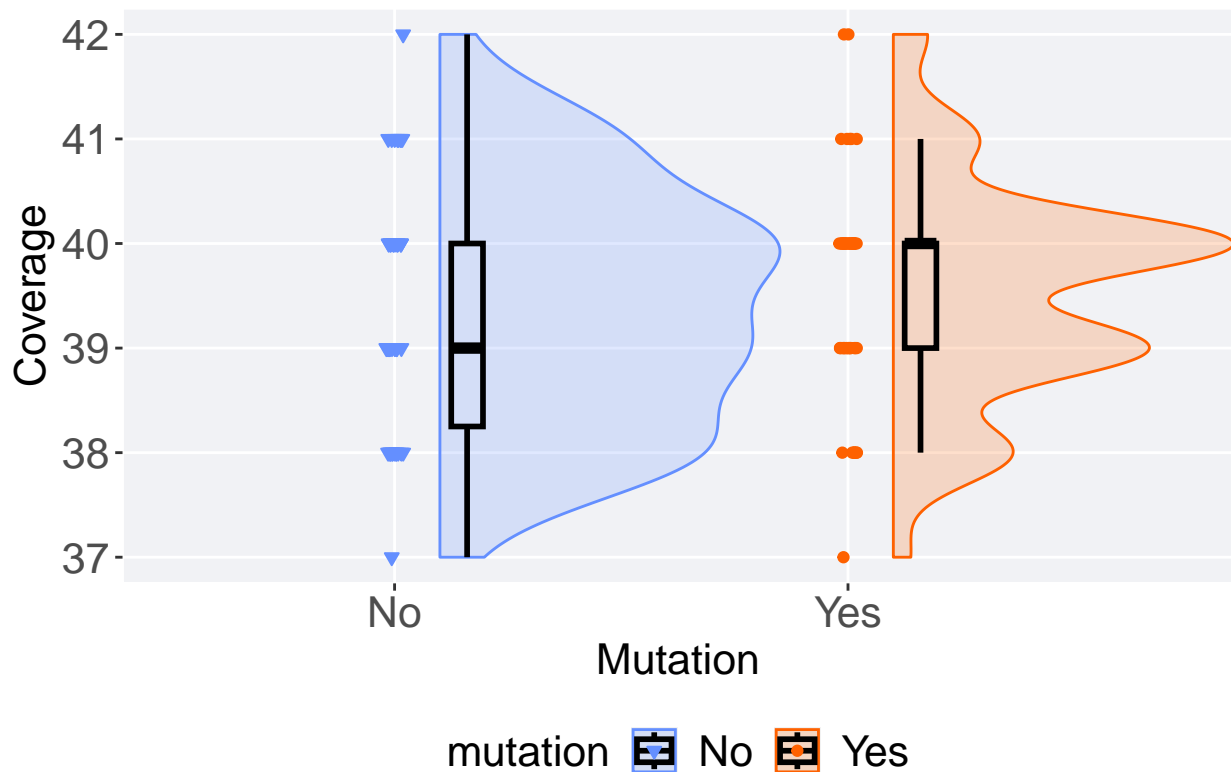 Coverage
42
41
40
39
38
37
No Yes
Mutation
mutation No Yes